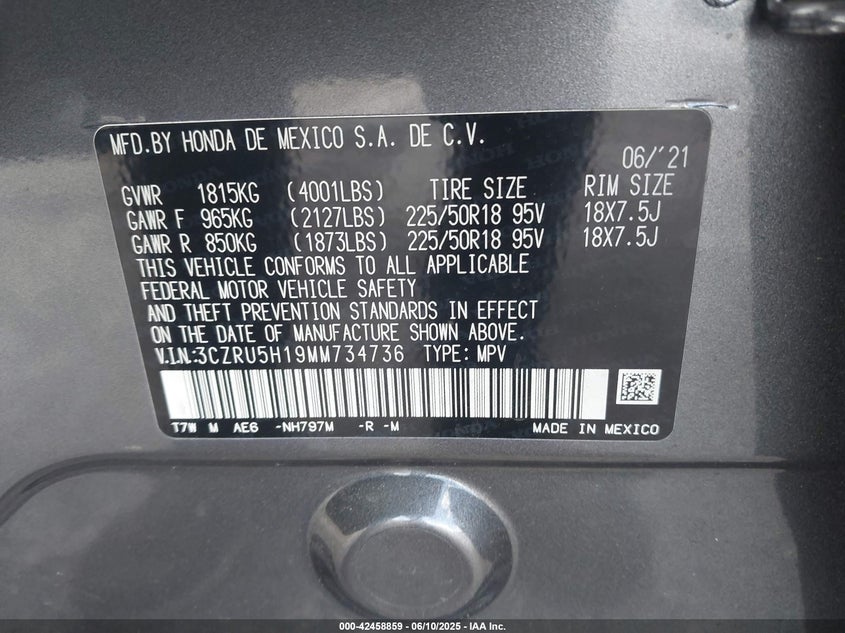 MFD.BY HONDA DE MEXICO S.A. DE C.V.
06/'21
GVWR 1815KG (4001LBS) TIRE SIZE RIM SIZE
GAWR F 965KG (2127LBS) 225/50R18 95V 18X7.5J
GAWR R 850KG (1873LBS) 225/50R18 95V 18X7.5J
THIS VEHICLE CONFORMS TO ALL APPLICABLE
FEDERAL MOTOR VEHICLE SAFETY
AND THEFT PREVENTION STANDARDS IN EFFECT
ON THE DATE OF MANUFACTURE SHOWN ABOVE.
V.I.N:3CZRU5H19MM734736 TYPE: MPV
T7W M AE6 -NH797M -R -M MADE IN MEXICO
000-42458859 - 06/10/2025 - IAA Inc.